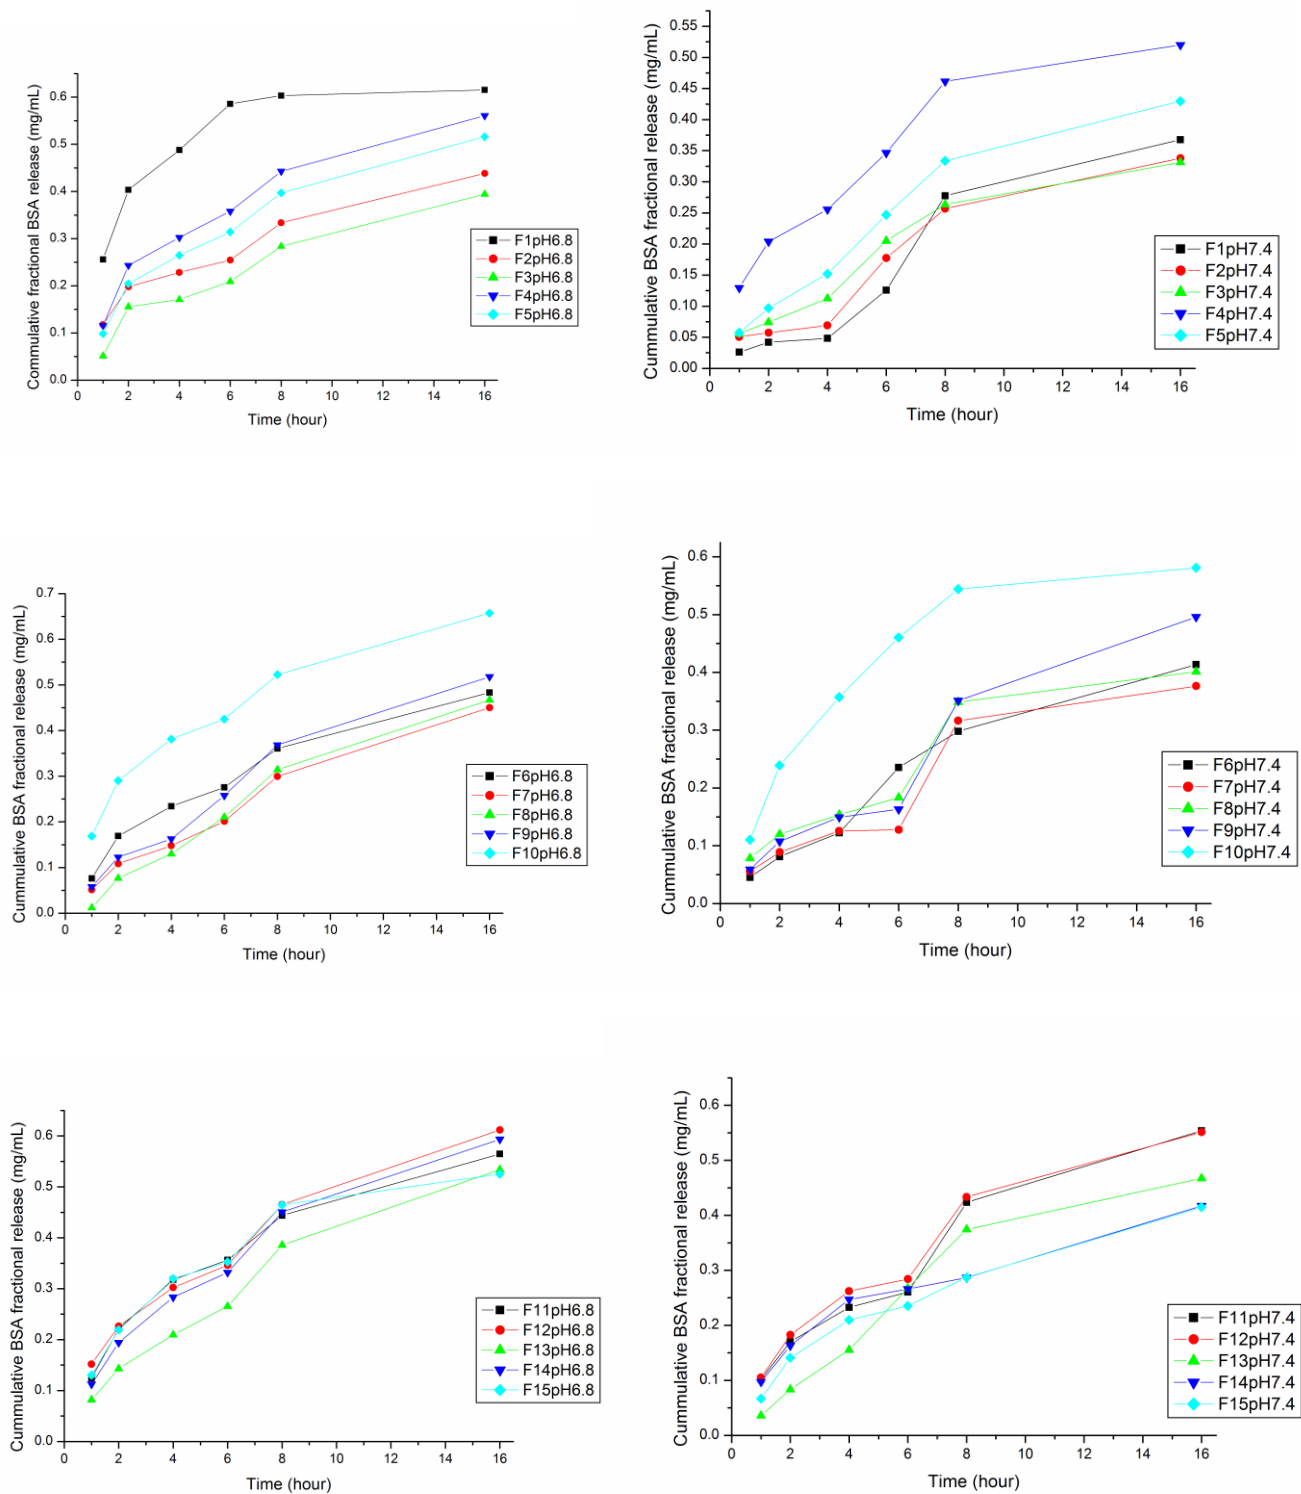 Commulative fractional BSA release (mg/mL)
0.6
0.5
0.4
0.3
0.2
0.1
0.0
0 2 4 6 8 10 12 14 16
Time (hour)
F1pH6.8
F2pH6.8
F3pH6.8
F4pH6.8
F5pH6.8
Cummulative BSA fractional release (mg/mL)
0.55
0.50
0.45
0.40
0.35
0.30
0.25
0.20
0.15
0.10
0.05
0.00
0 2 4 6 8 10 12 14 16
Time (hour)
F1pH7.4
F2pH7.4
F3pH7.4
F4pH7.4
F5pH7.4
Cummulative BSA fractional release (mg/mL)
0.7
0.6
0.5
0.4
0.3
0.2
0.1
0.0
0 2 4 6 8 10 12 14 16
Time (hour)
F6pH6.8
F7pH6.8
F8pH6.8
F9pH6.8
F10pH6.8
Cummulative BSA fractional release (mg/mL)
0.6
0.5
0.4
0.3
0.2
0.1
0.0
0 2 4 6 8 10 12 14 16
Time (hour)
F6pH7.4
F7pH7.4
F8pH7.4
F9pH7.4
F10pH7.4
Cummulative BSA fractional release (mg/mL)
0.6
0.5
0.4
0.3
0.2
0.1
0.0
0 2 4 6 8 10 12 14 16
Time (hour)
F11pH6.8
F12pH6.8
F13pH6.8
F14pH6.8
F15pH6.8
Cummulative BSA fractional release (mg/mL)
0.6
0.5
0.4
0.3
0.2
0.1
0.0
0 2 4 6 8 10 12 14 16
Time (hour)
F11pH7.4
F12pH7.4
F13pH7.4
F14pH7.4
F15pH7.4